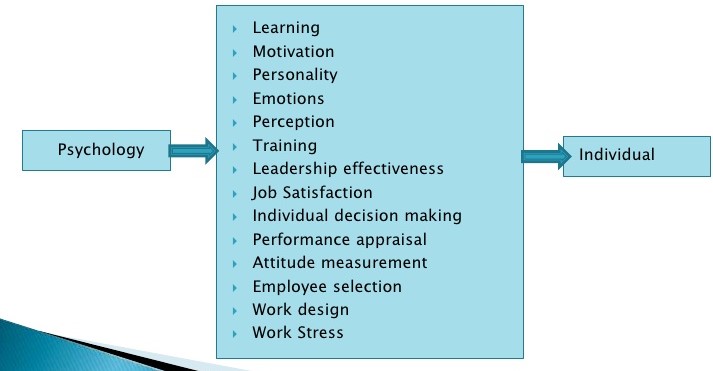 Psychology
Learning
Motivation
Personality
Emotions
Perception
Training
Leadership effectiveness
Job Satisfaction
Individual decision making
Performance appraisal
Attitude measurement
Employee selection
Work design
Work Stress
Individual